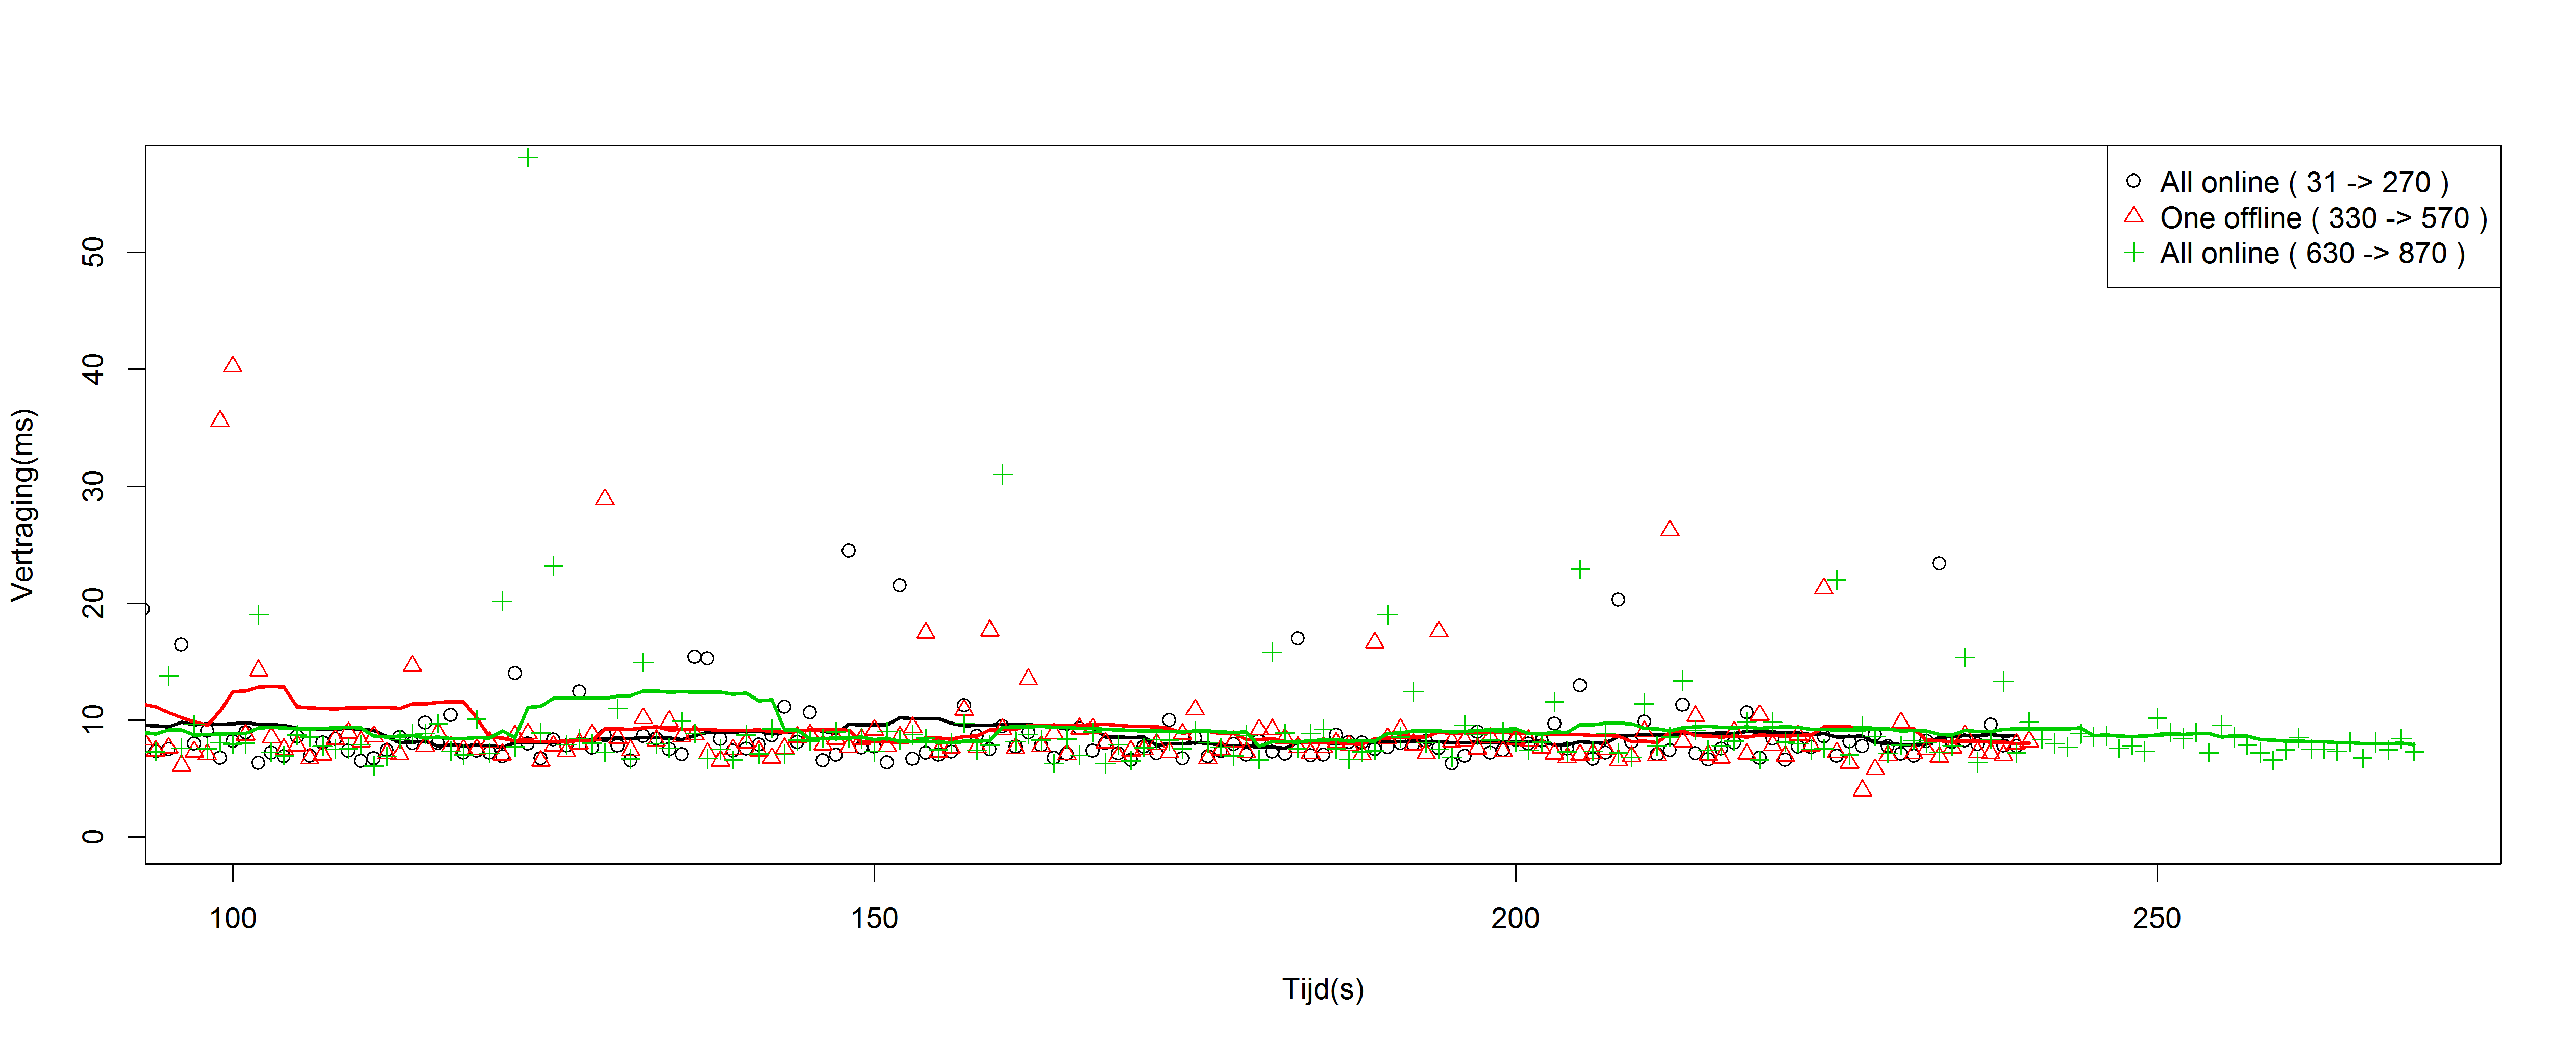 All online ( 31 -> 270 )
One offline ( 330 -> 570 )
All online ( 630 -> 870 )
Vertraging(ms)
50
40
30
20
10
0
100
150
200
250
Tijd(s)